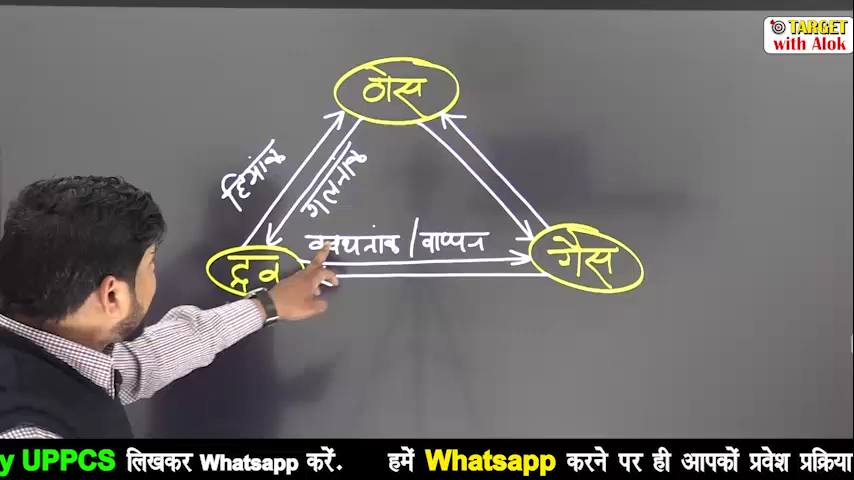 TARGET
with Alok
ठोस
हिमांक
गलनांक
क्वथनांक / वाष्पन
द्रव
गैस
y UPPCS लिखकर Whatsapp करें. हमें Whatsapp करने पर ही आपकों प्रवेश प्रक्रिया